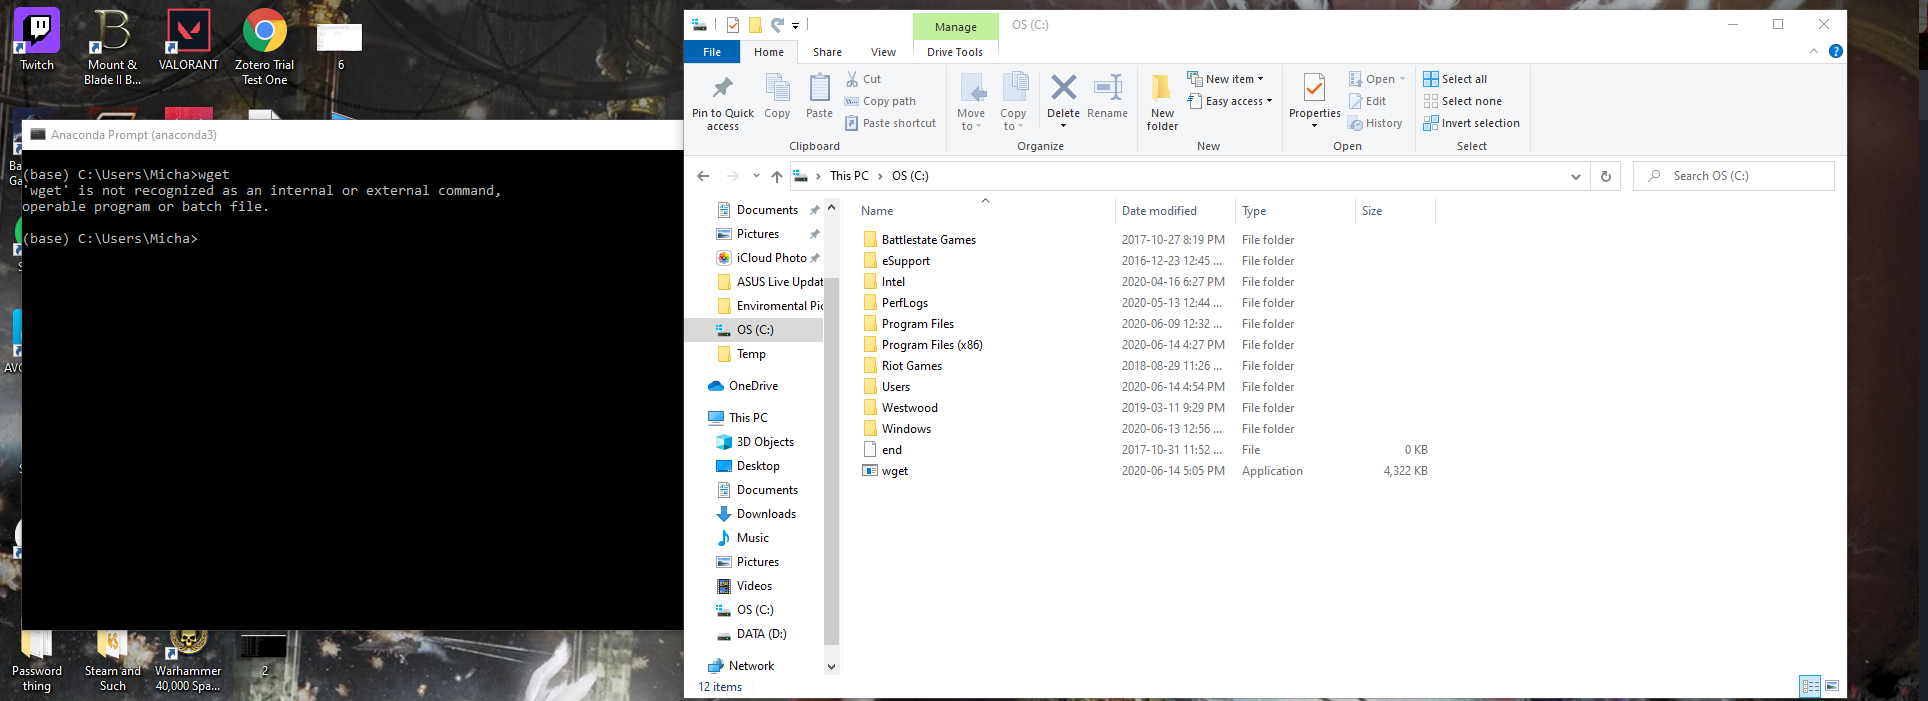 Twitch
Mount &
Blade II B...
VALORANT
Zotero Trial
Test One
6
Anaconda Prompt (anaconda3)
(base) C:\Users\Micha>wget
'wget' is not recognized as an internal or external command,
operable program or batch file.
(base) C:\Users\Micha>
Ba
Ga
AVG
S
S
Password
thing
Steam and
Such
Warhammer
40,000 Spa...
2
Manage
OS (C:)
File
Home
Share
View
Drive Tools
Pin to Quick
access
Copy
Paste
Cut
Copy path
Paste shortcut
Clipboard
Move
to
Copy
to
Delete
Rename
Organize
New
folder
New item
Easy access
New
Properties
Open
Edit
History
Open
Select all
Select none
Invert selection
Select
This PC > OS (C:)
Search OS (C:)
Documents
Pictures
iCloud Photo
ASUS Live Updat
Enviromental Pic
OS (C:)
Temp
OneDrive
This PC
3D Objects
Desktop
Documents
Downloads
Music
Pictures
Videos
OS (C:)
DATA (D:)
Network
Name Date modified Type Size
Battlestate Games 2017-10-27 8:19 PM File folder
eSupport 2016-12-23 12:45 ... File folder
Intel 2020-04-16 6:27 PM File folder
PerfLogs 2020-05-13 12:44 ... File folder
Program Files 2020-06-09 12:32 ... File folder
Program Files (x86) 2020-06-14 4:27 PM File folder
Riot Games 2018-08-29 11:26 ... File folder
Users 2020-06-14 4:54 PM File folder
Westwood 2019-03-11 9:29 PM File folder
Windows 2020-06-13 12:56 ... File folder
end 2017-10-31 11:52 ... File 0 KB
wget 2020-06-14 5:05 PM Application 4,322 KB
12 items